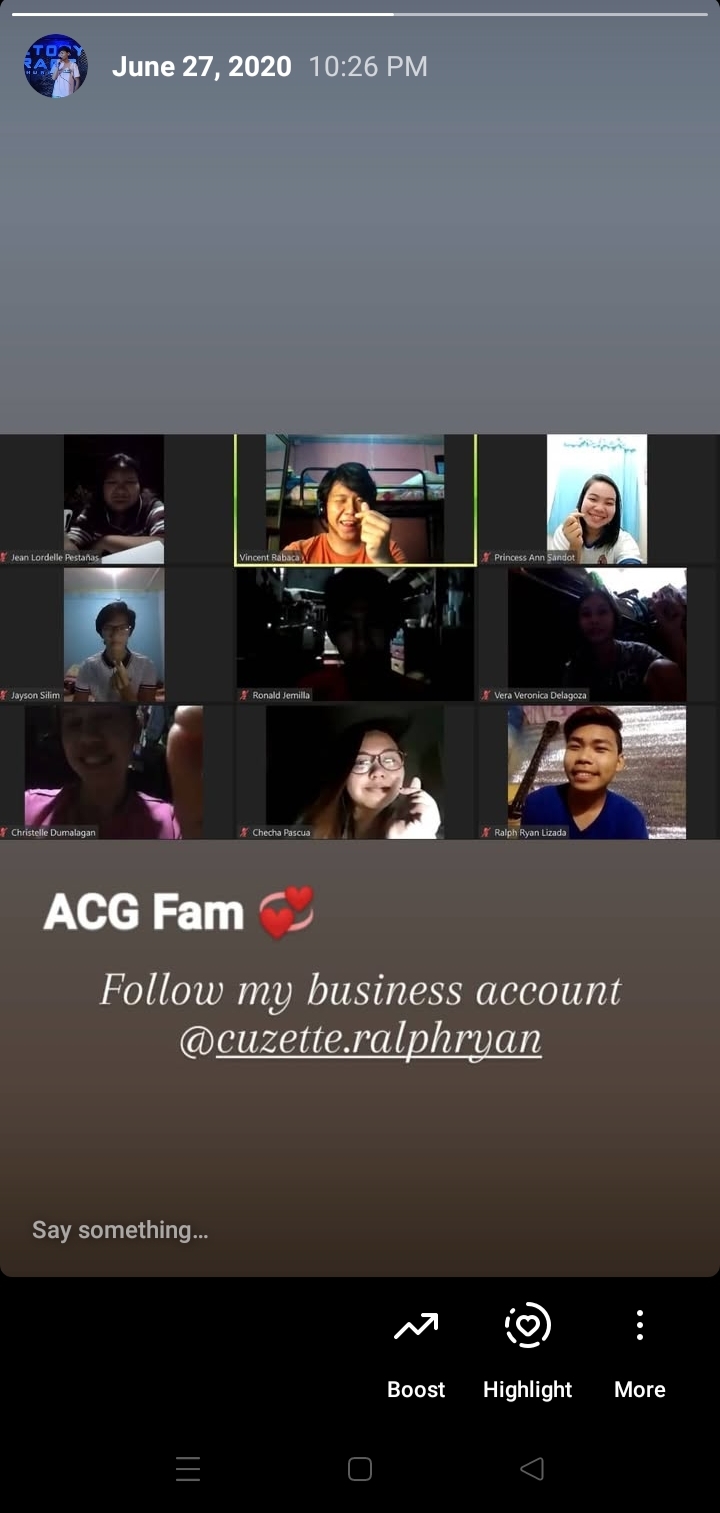 June 27, 2020 10:26 PM
Jean Lordelle Pestañas
Vincent Rabaca
Princess Ann Sandot
Jayson Silim
Ronald Jemilla
Vera Veronica Delagoza
Christelle Dumalagan
Checha Pascua
Ralph Ryan Lizada
ACG Fam 💞
Follow my business account
@cuzette.ralphryan
Say something...
Boost Highlight More